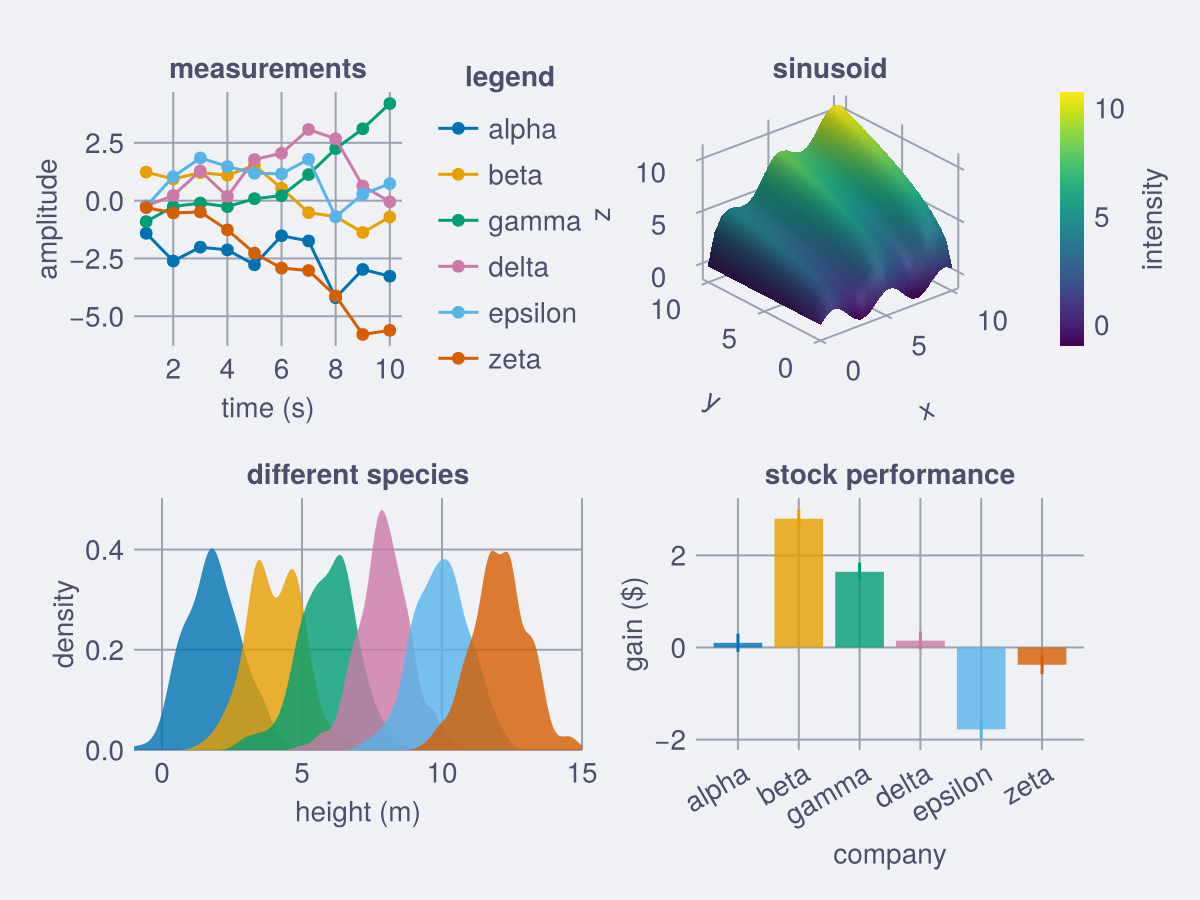 measurements
amplitude
2.5
0.0
−2.5
−5.0
2 4 6 8 10
time (s)
legend
alpha
beta
gamma
delta
epsilon
zeta
sinusoid
z
10
5
0
10
5
0
y
0
5
10
x
10
5
0
intensity
different species
density
0.4
0.2
0.0
0 5 10 15
height (m)
stock performance
gain ($)
2
0
−2
alpha beta gamma delta epsilon zeta
company